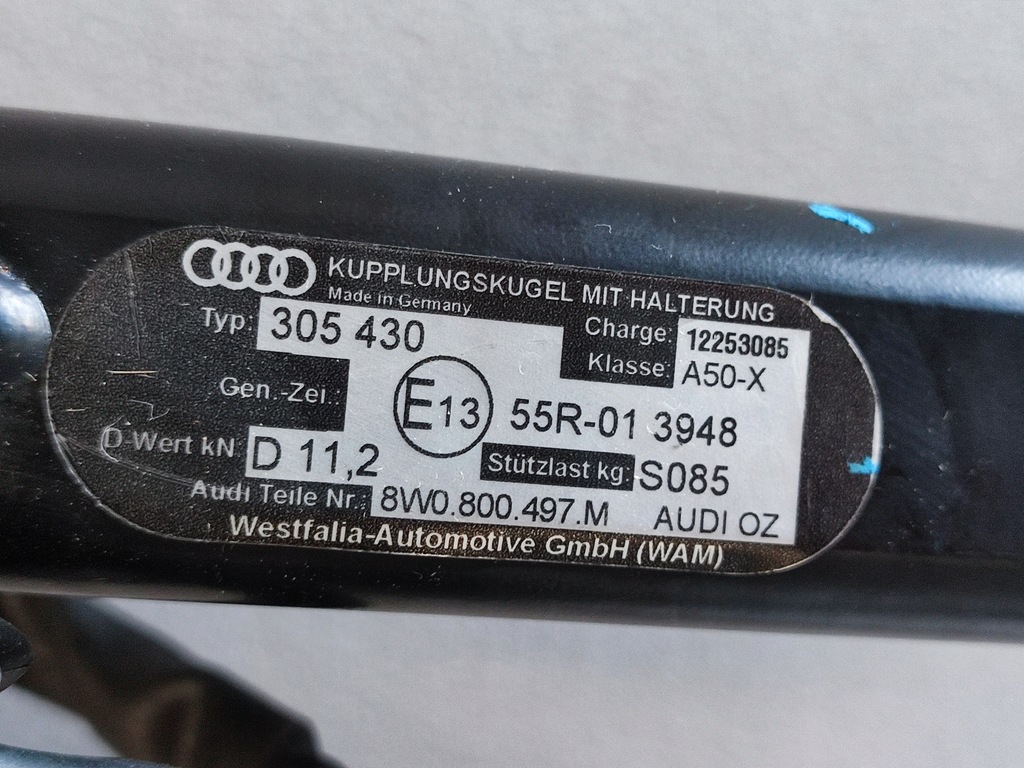 KUPPLUNGSKUGEL MIT HALTERUNG
Made in Germany
Typ: 305 430
Charge: 12253085
Klasse: A50-X
Gen.-Zei.: E13 55R-01 3948
D-Wert kN D 11,2 Stützlast kg: S085
Audi Teile Nr.: 8W0.800.497.M AUDI OZ
Westfalia-Automotive GmbH (WAM)